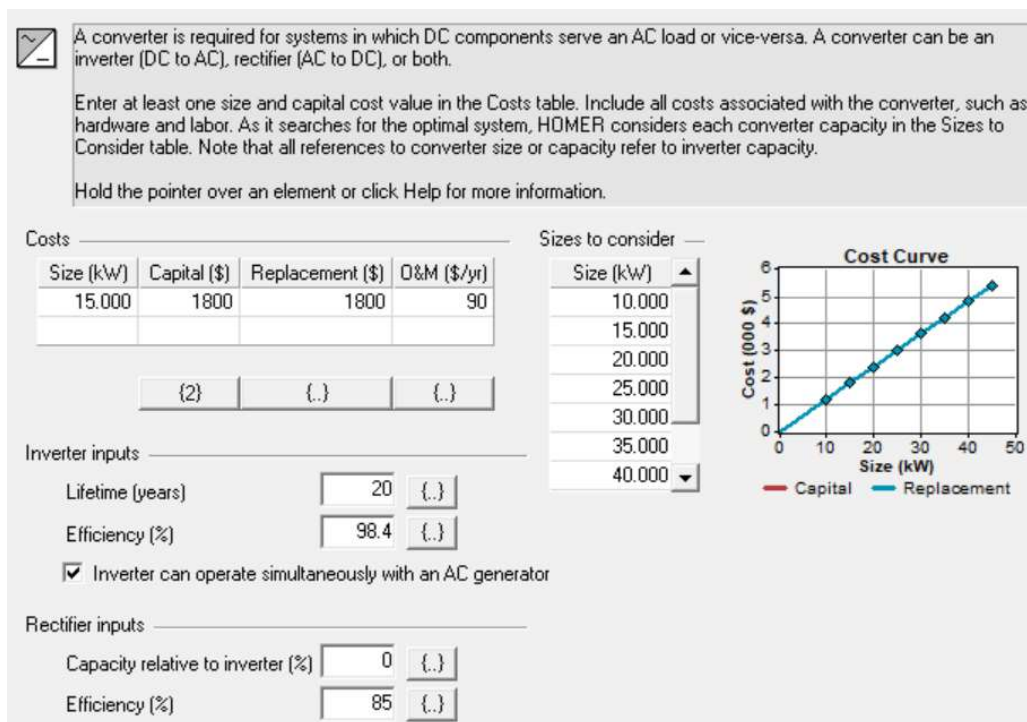 A converter is required for systems in which DC components serve an AC load or vice-versa. A converter can be an
inverter (DC to AC), rectifier (AC to DC), or both.
Enter at least one size and capital cost value in the Costs table. Include all costs associated with the converter, such as
hardware and labor. As it searches for the optimal system, HOMER considers each converter capacity in the Sizes to
Consider table. Note that all references to converter size or capacity refer to inverter capacity.
Hold the pointer over an element or click Help for more information.
Costs
Size (kW) Capital ($) Replacement ($) O&M ($/yr)
15.000 1800 1800 90
{2} {..} {..}
Sizes to consider
Size (kW)
10.000
15.000
20.000
25.000
30.000
35.000
40.000
Cost Curve
Cost (000 $)
6
5
4
3
2
1
0
0 10 20 30 40 50
Size (kW)
Capital Replacement
Inverter inputs
Lifetime (years) 20 {..}
Efficiency (%) 98.4 {..}
Inverter can operate simultaneously with an AC generator
Rectifier inputs
Capacity relative to inverter (%) 0 {..}
Efficiency (%) 85 {..}